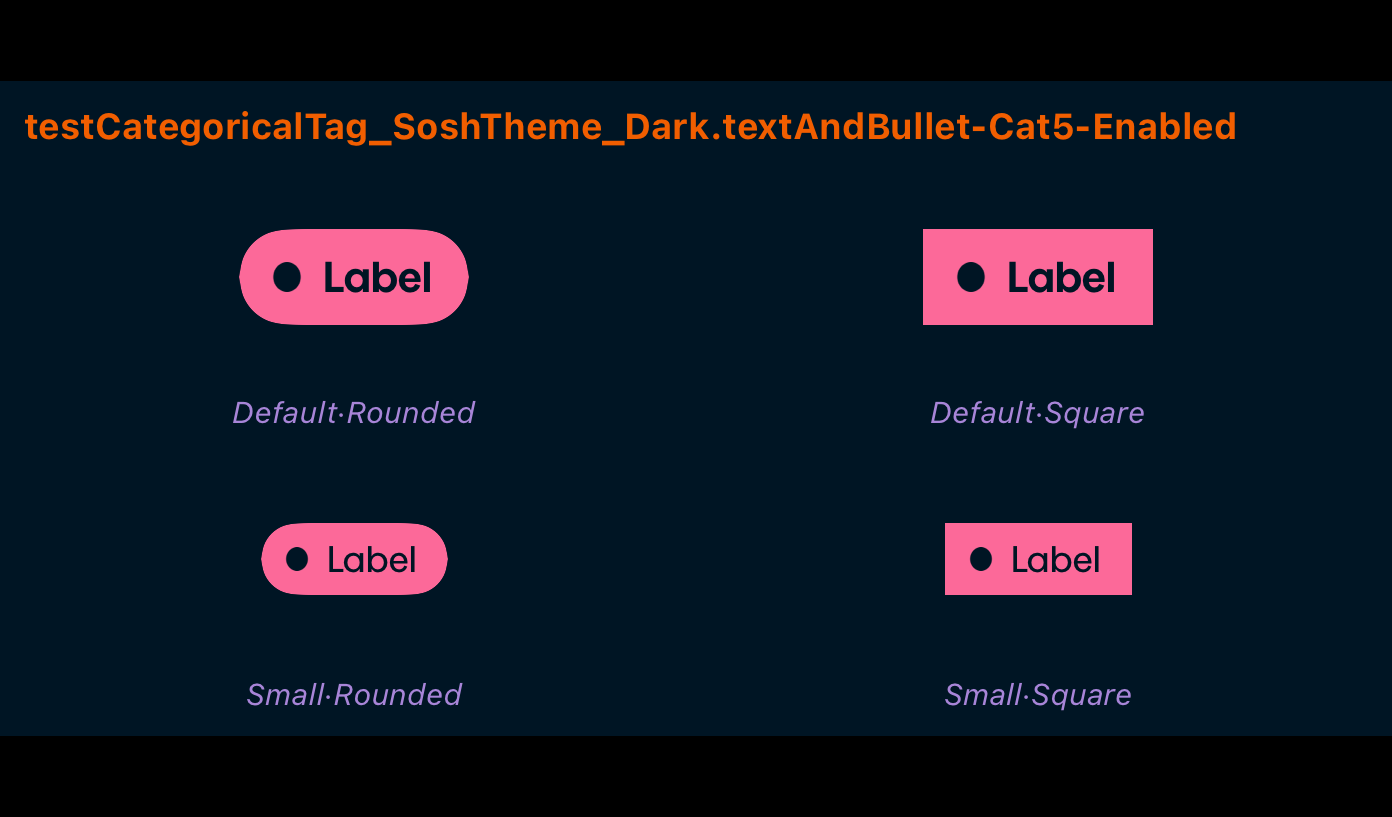 testCategoricalTag_SoshTheme_Dark.textAndBullet-Cat5-Enabled
Label
Label
Default·Rounded
Default·Square
Label
Label
Small·Rounded
Small·Square